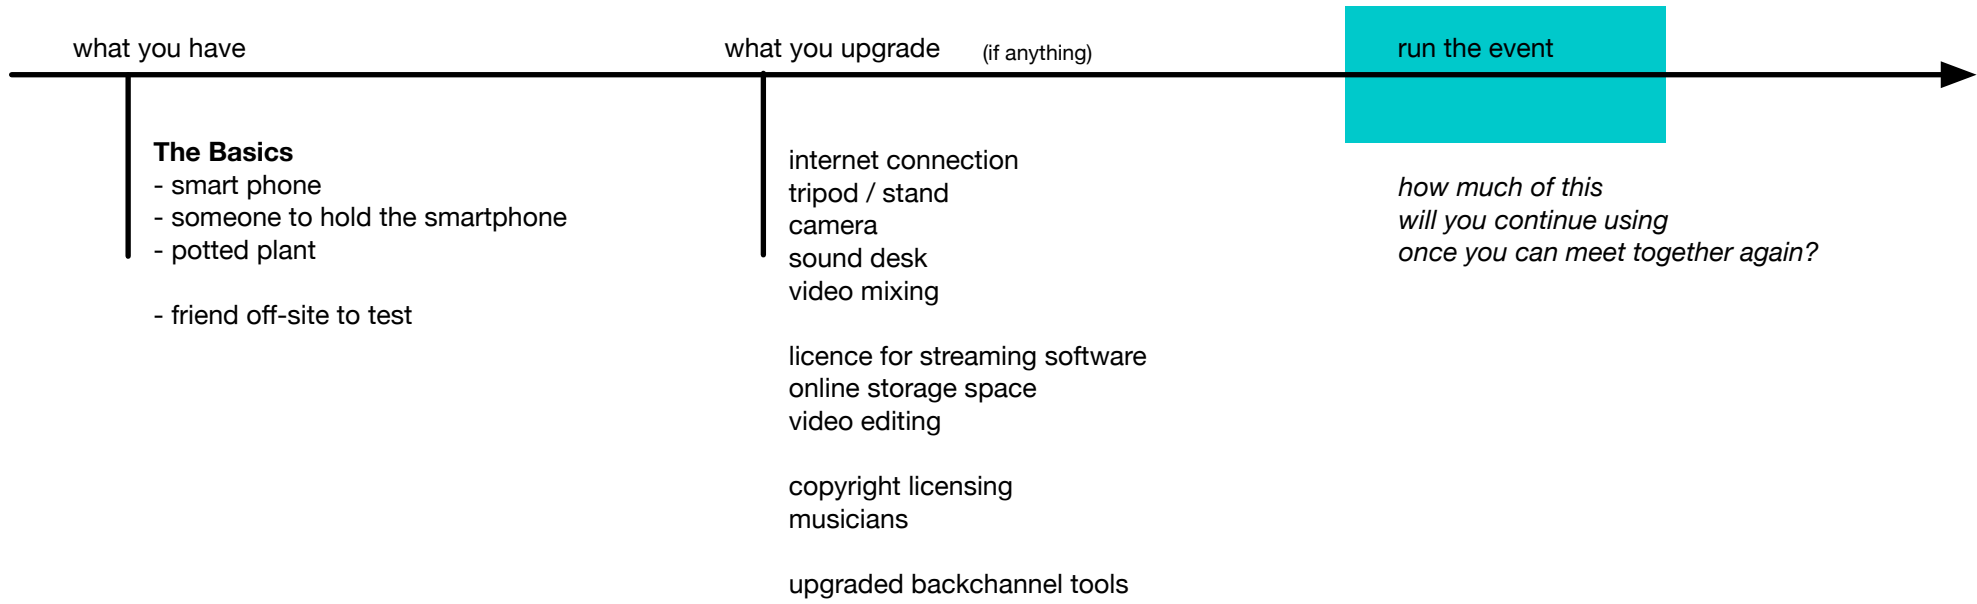 what you have
what you upgrade (if anything)
run the event
The Basics
- smart phone
- someone to hold the smartphone
- potted plant
- friend off-site to test
internet connection
tripod / stand
camera
sound desk
video mixing
licence for streaming software
online storage space
video editing
copyright licensing
musicians
upgraded backchannel tools
how much of this
will you continue using
once you can meet together again?